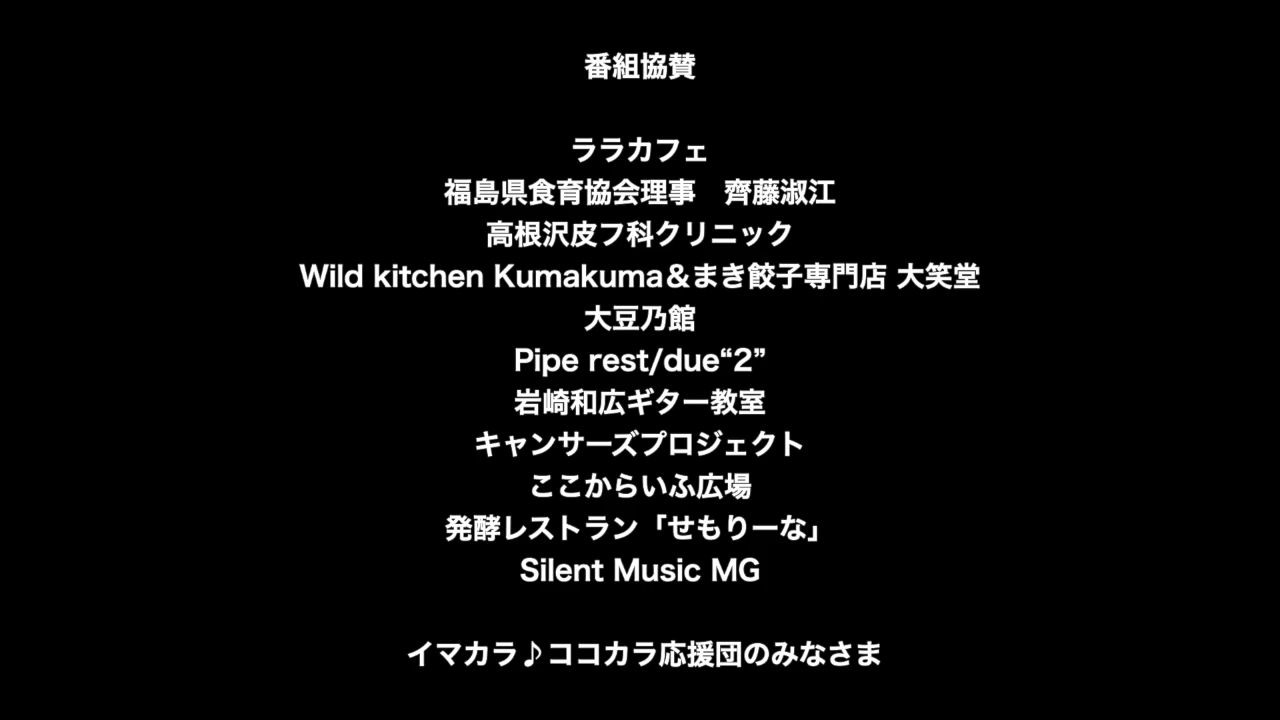 番組協賛
ララカフェ
福島県食育協会理事　齊藤淑江
高根沢皮フ科クリニック
Wild kitchen Kumakuma＆まき餃子専門店 大笑堂
大豆乃館
Pipe rest/due“2”
岩崎和広ギター教室
キャンサーズプロジェクト
ここからいふ広場
発酵レストラン「せもりーな」
Silent Music MG
イマカラ♪ココカラ応援団のみなさま